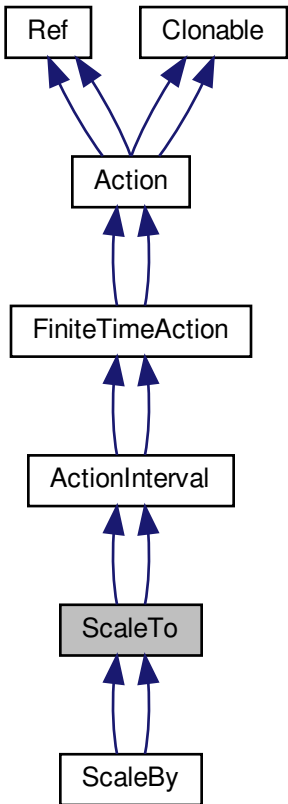 Ref
Clonable
Action
FiniteTimeAction
ActionInterval
ScaleTo
ScaleBy